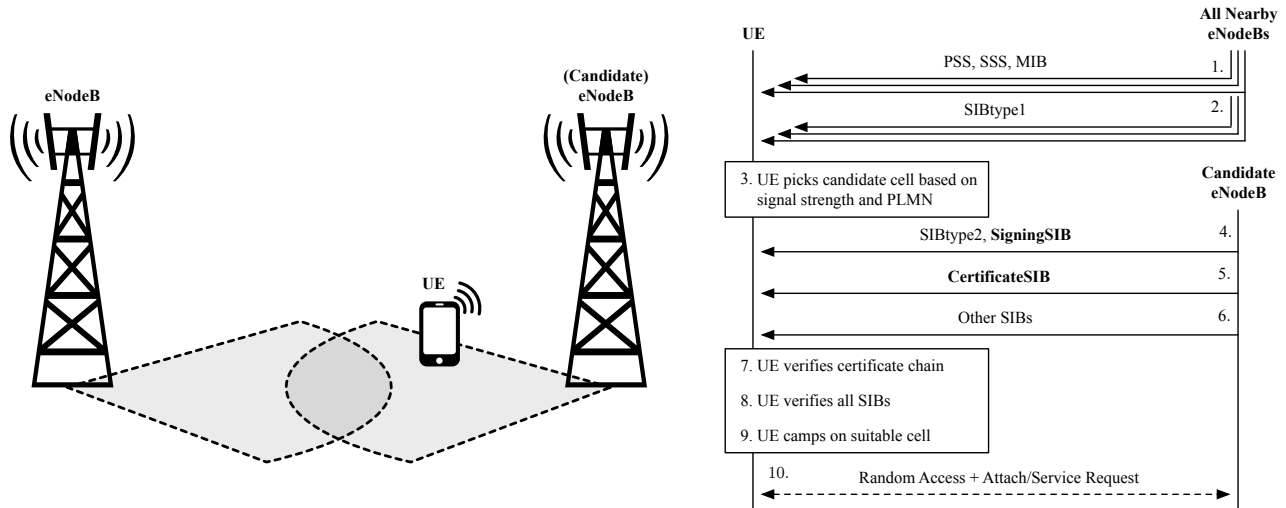 eNodeB
(Candidate)
eNodeB
UE
UE
All Nearby
eNodeBs
PSS, SSS, MIB
1.
SIBtype1
2.
3. UE picks candidate cell based on
signal strength and PLMN
Candidate
eNodeB
SIBtype2, SigningSIB
4.
CertificateSIB
5.
Other SIBs
6.
7. UE verifies certificate chain
8. UE verifies all SIBs
9. UE camps on suitable cell
10.
Random Access + Attach/Service Request